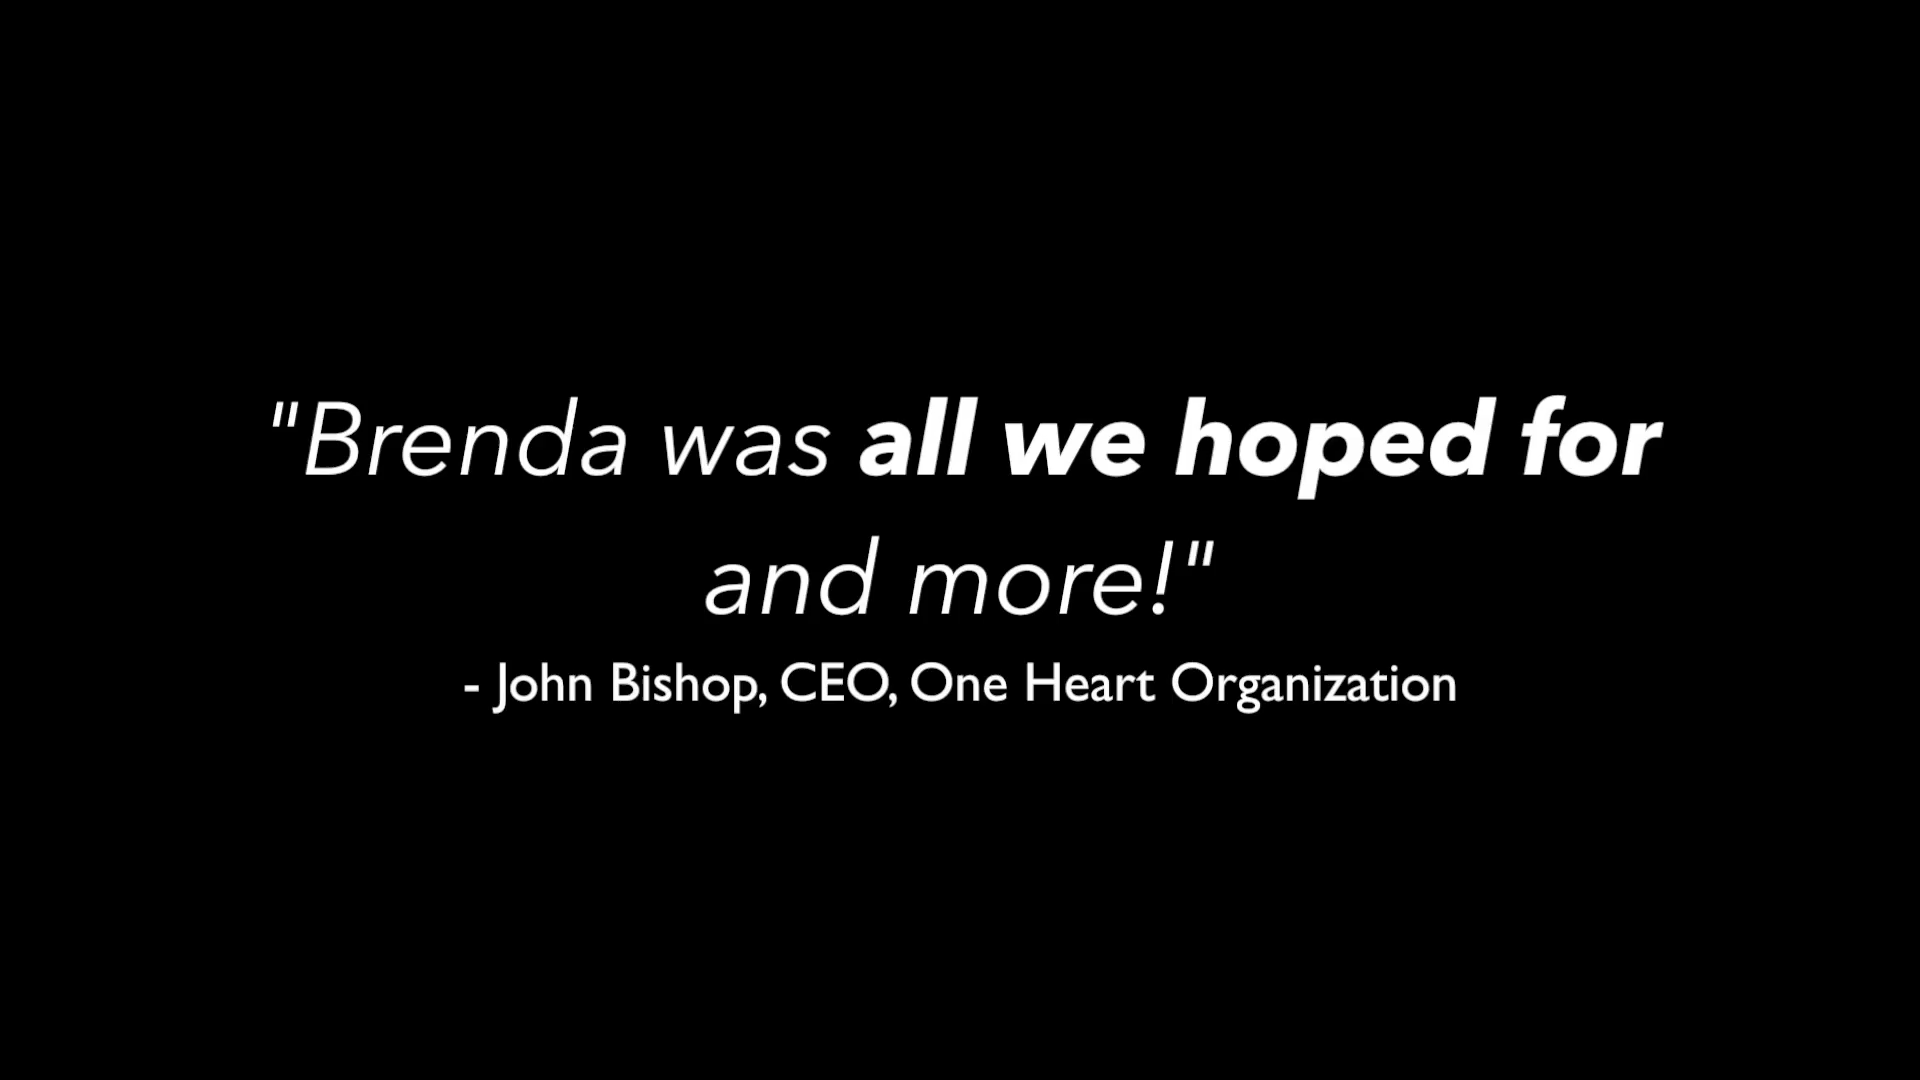 "Brenda was all we hoped for
and more!"
- John Bishop, CEO, One Heart Organization